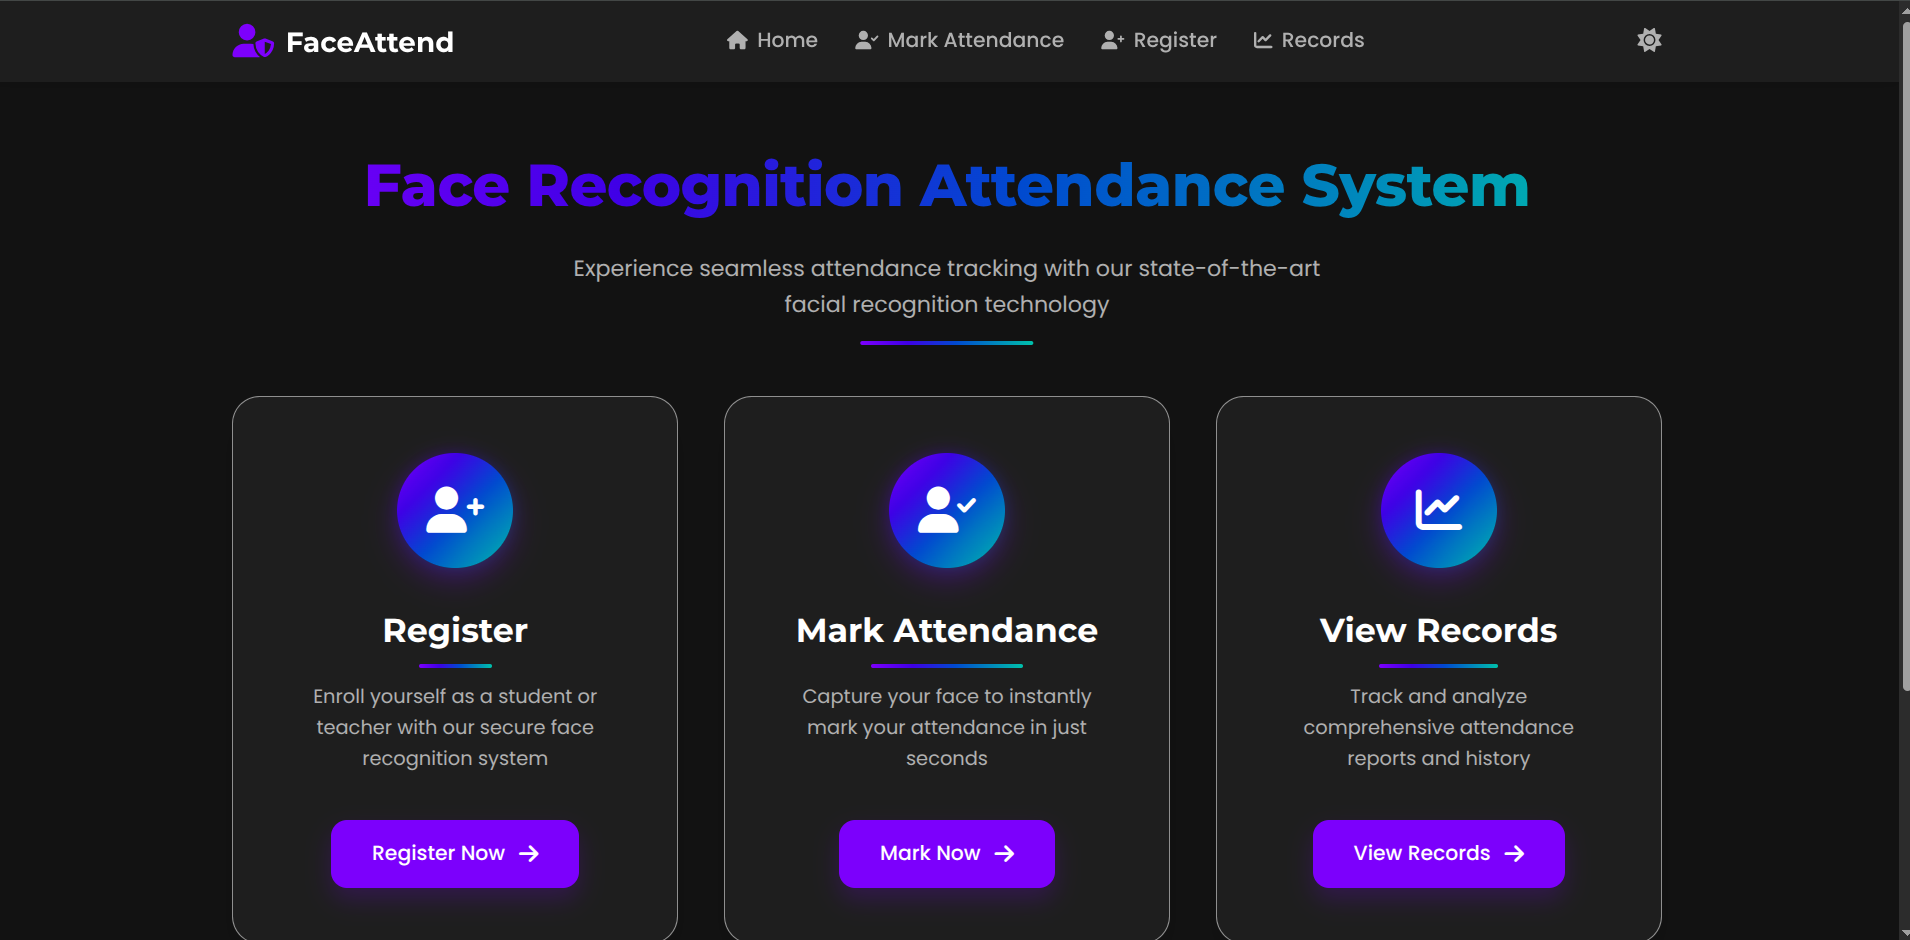 FaceAttend
Home
Mark Attendance
Register
Records
Face Recognition Attendance System
Experience seamless attendance tracking with our state-of-the-art
facial recognition technology
Register
Enroll yourself as a student or
teacher with our secure face
recognition system
Register Now
Mark Attendance
Capture your face to instantly
mark your attendance in just
seconds
Mark Now
View Records
Track and analyze
comprehensive attendance
reports and history
View Records